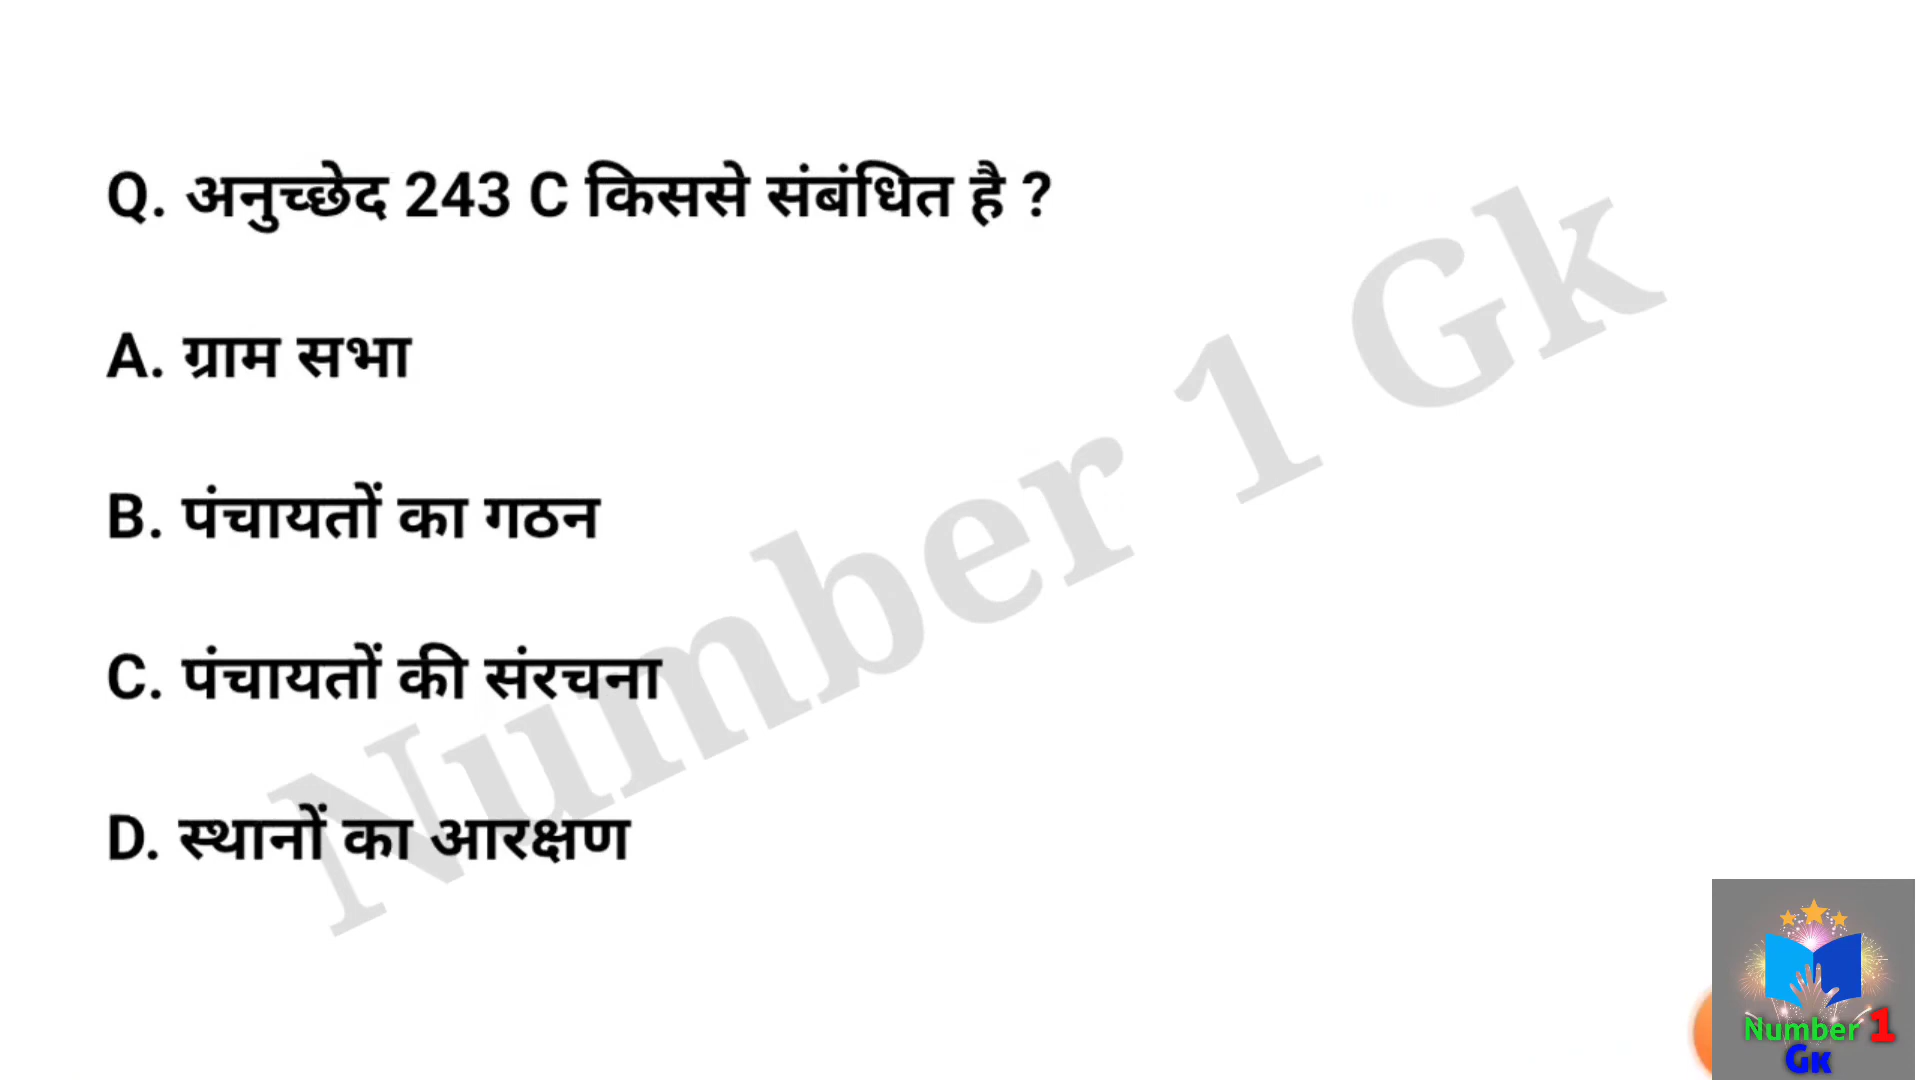 Q. अनुच्छेद 243 C किससे संबंधित है ?
A. ग्राम सभा
B. पंचायतों का गठन
C. पंचायतों की संरचना
D. स्थानों का आरक्षण
Number 1 Gk
Number 1
GK